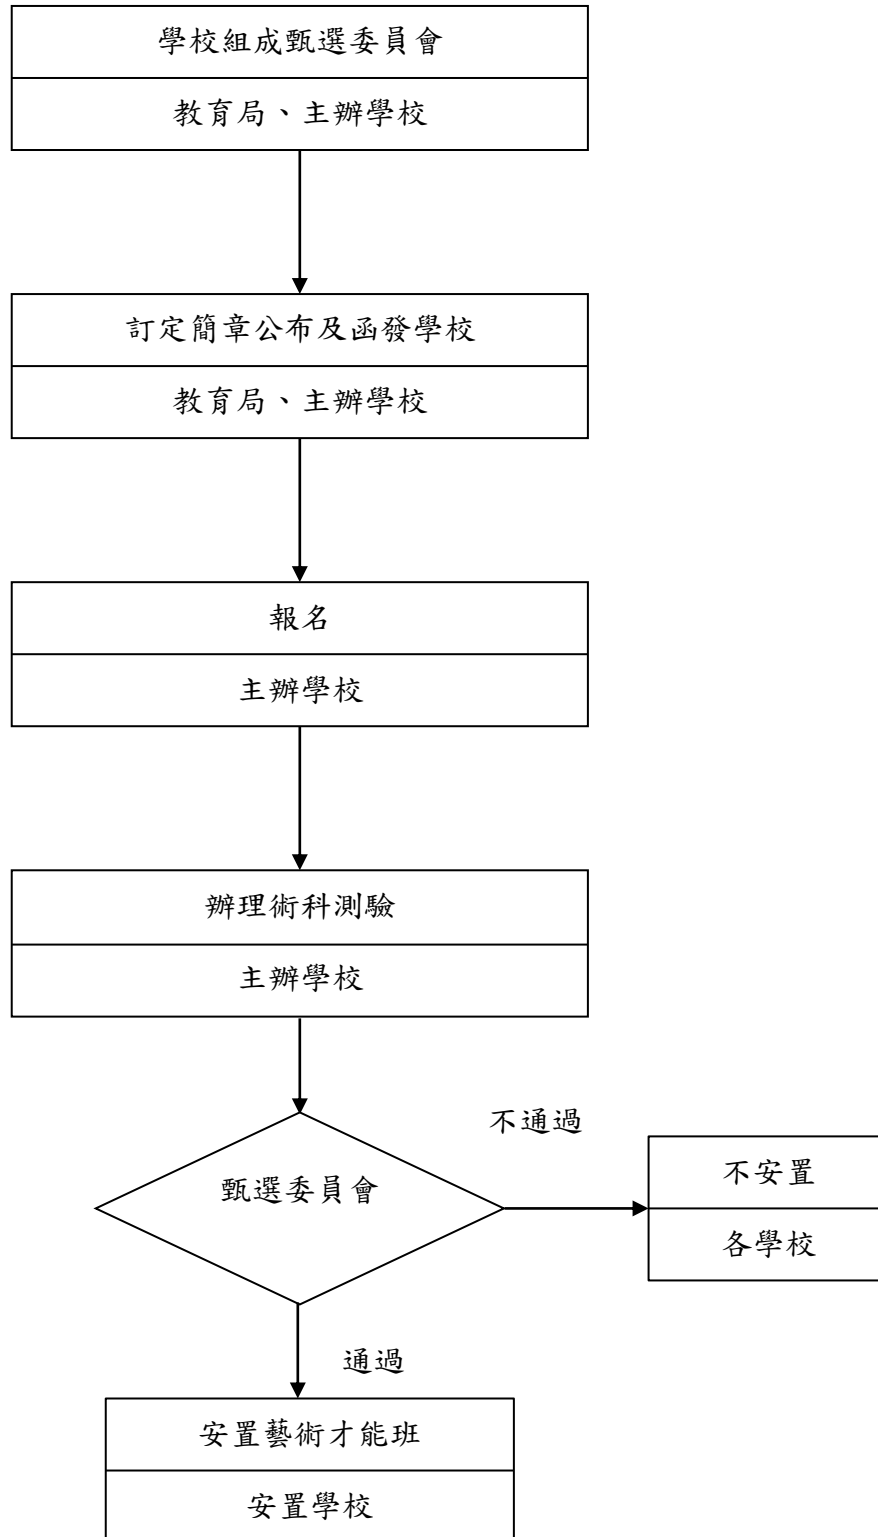 學校組成甄選委員會
教育局、主辦學校
訂定簡章公布及函發學校
教育局、主辦學校
報名
主辦學校
辦理術科測驗
主辦學校
甄選委員會
不通過
不安置
各學校
通過
安置藝術才能班
安置學校